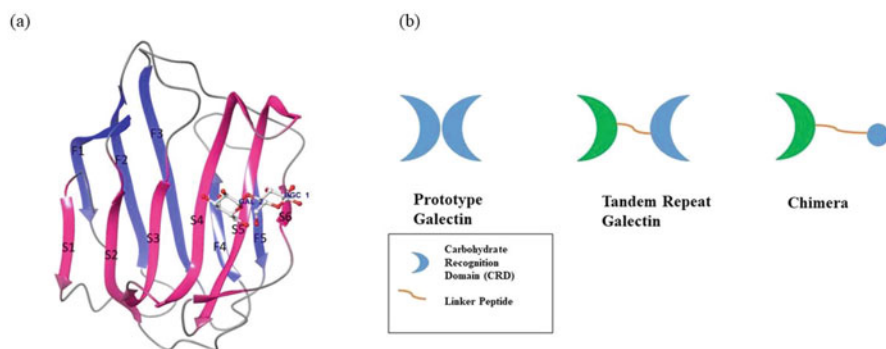 (a)
(b)
F1
F2
F3
S1
S2
S3
S4
S5
F4
F5
S6
Prototype
Galectin
Tandem Repeat
Galectin
Chimera
Carbohydrate
Recognition
Domain (CRD)
Linker Peptide